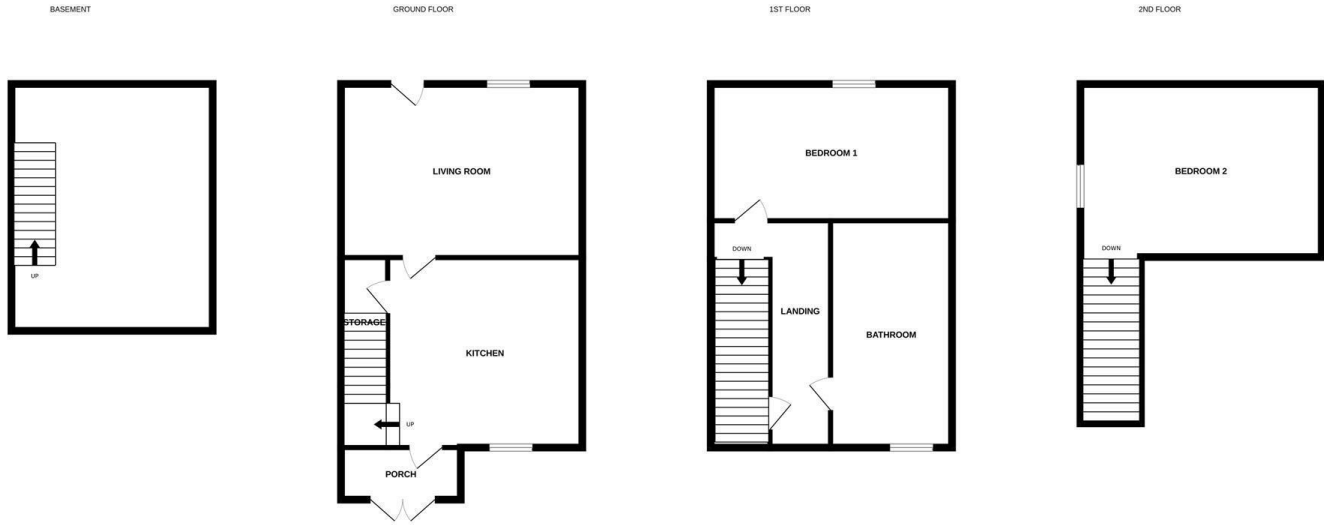 BASEMENT
UP
GROUND FLOOR
LIVING ROOM
STORAGE
KITCHEN
UP
PORCH
1ST FLOOR
BEDROOM 1
DOWN
LANDING
BATHROOM
2ND FLOOR
BEDROOM 2
DOWN